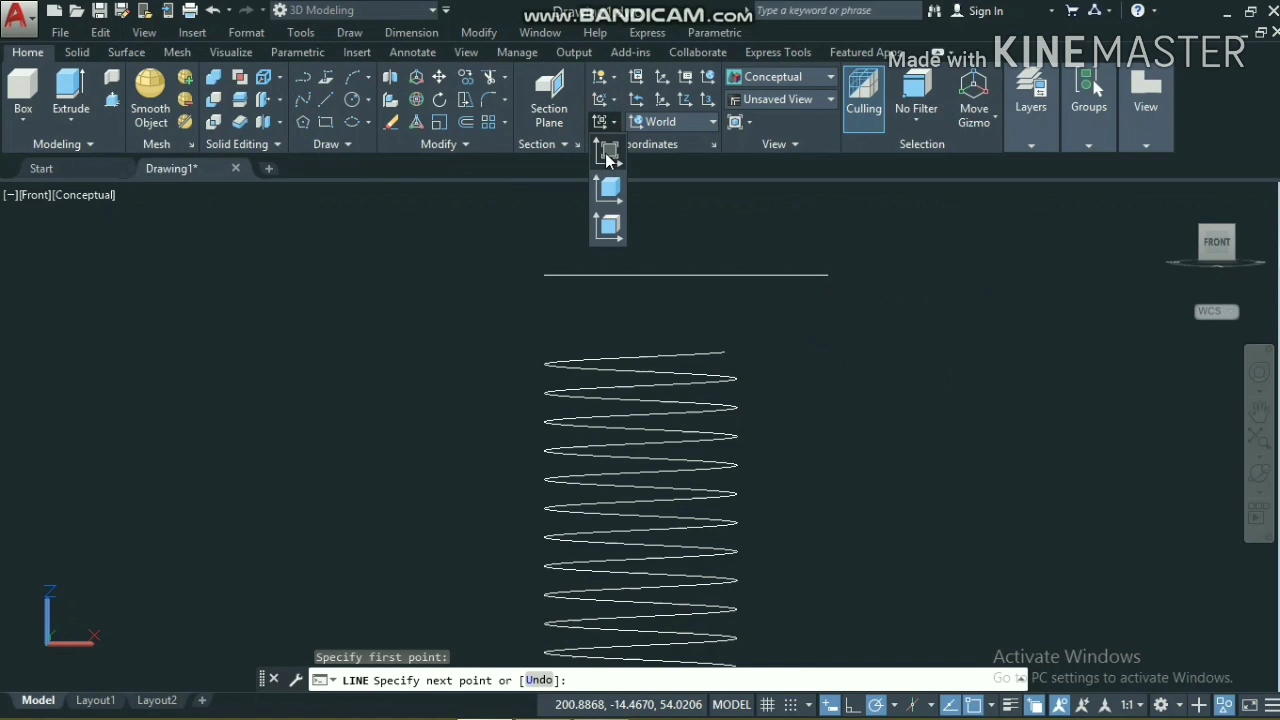 Drawing1.dwg
www.BANDICAM.com
3D Modeling
Type a keyword or phrase
Sign In
File Edit View Insert Format Tools Draw Dimension Modify Window Help Express Parametric
Home Solid Surface Mesh Visualize Parametric Insert Annotate View Manage Output Add-ins Collaborate Express Tools Featured Apps
Made with KINEMASTER
Box
Extrude
Smooth
Object
Section
Plane
Conceptual
Unsaved View
World
Culling
No Filter
Move
Gizmo
Layers
Groups
View
Modeling
Mesh
Solid Editing
Draw
Modify
Section
oordinates
View
Selection
Start
Drawing1*
[−][Front][Conceptual]
FRONT
WCS
Z
X
Specify first point:
LINE Specify next point or [Undo]:
Activate Windows
Go to PC settings to activate Windows.
Model
Layout1
Layout2
200.8868, -14.4670, 54.0206
MODEL
1:1